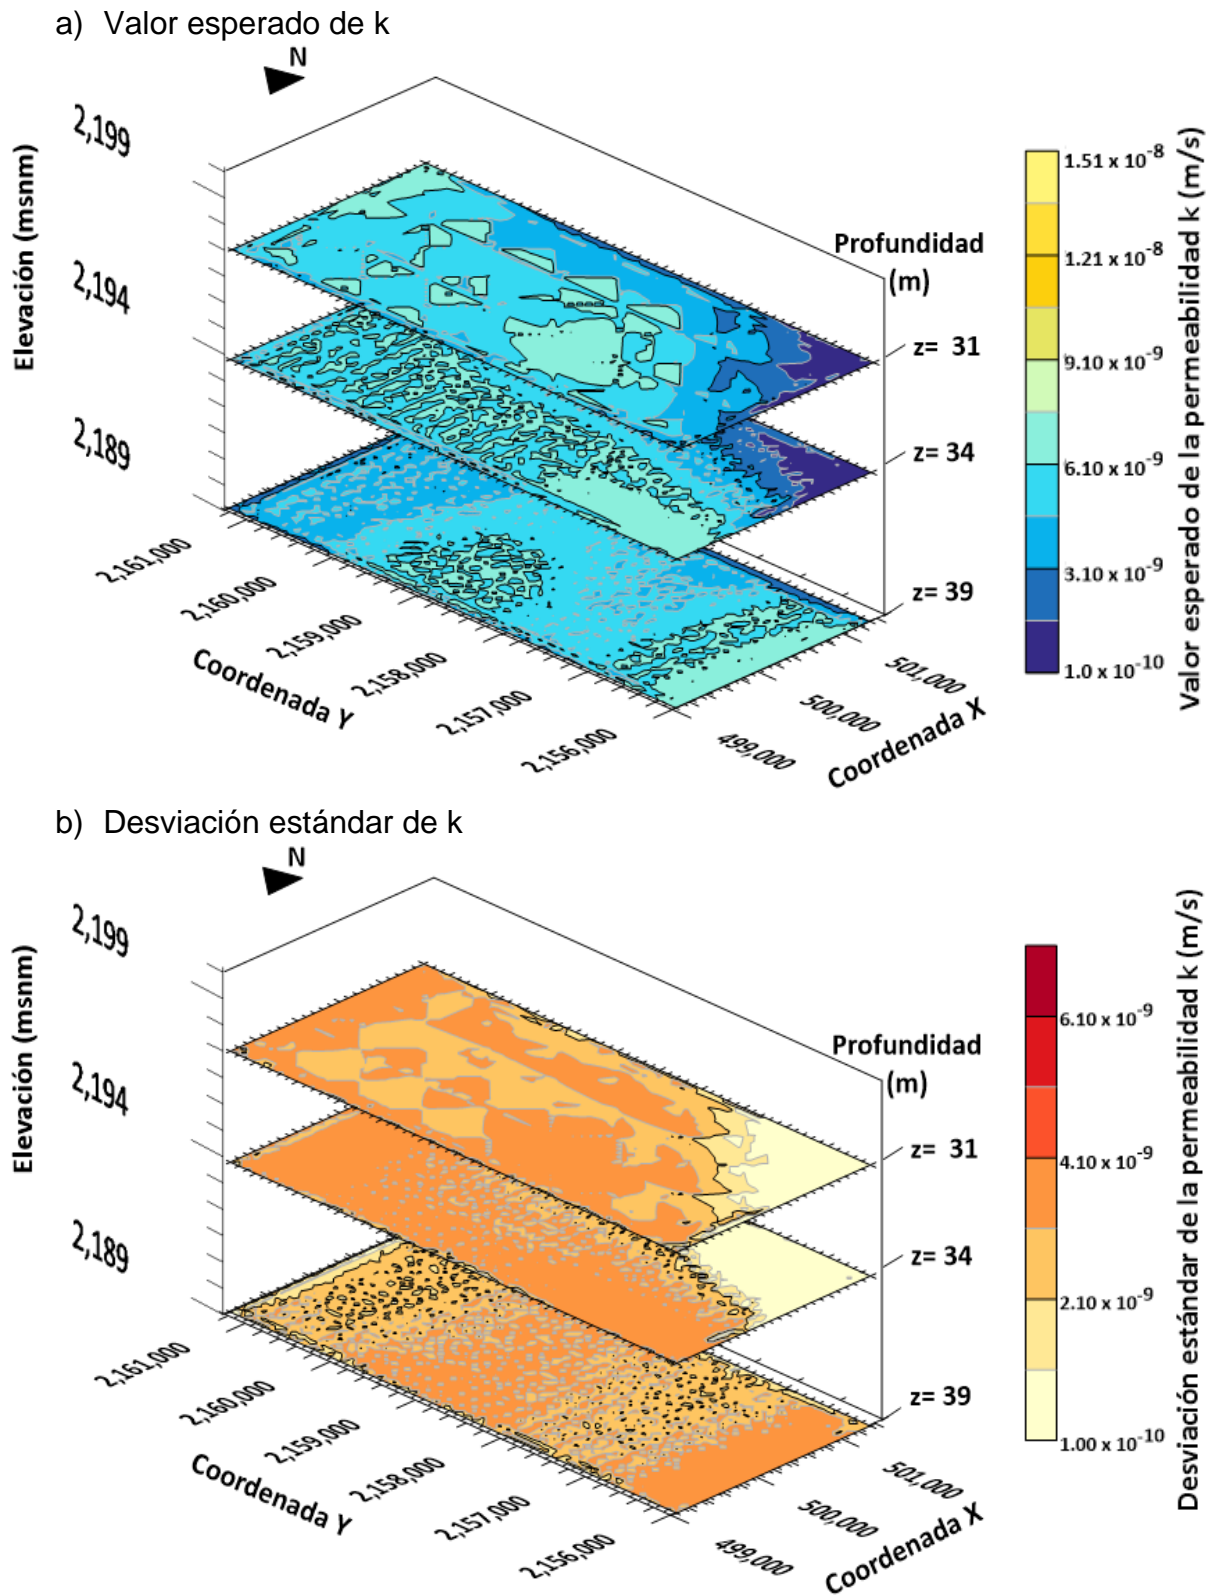 a) Valor esperado de k
N
2,199
2,194
2,189
Elevación (msnm)
Profundidad
(m)
z= 31
z= 34
z= 39
2,161,000
2,160,000
2,159,000
2,158,000
2,157,000
2,156,000
Coordenada Y
499,000
500,000
501,000
Coordenada X
1.51 x 10-8
1.21 x 10-8
9.10 x 10-9
6.10 x 10-9
3.10 x 10-9
1.0 x 10-10
Valor esperado de la permeabilidad k (m/s)
b) Desviación estándar de k
N
2,199
2,194
2,189
Elevación (msnm)
Profundidad
(m)
z= 31
z= 34
z= 39
2,161,000
2,160,000
2,159,000
2,158,000
2,157,000
2,156,000
Coordenada Y
499,000
500,000
501,000
Coordenada X
6.10 x 10-9
4.10 x 10-9
2.10 x 10-9
1.00 x 10-10
Desviación estándar de la permeabilidad k (m/s)